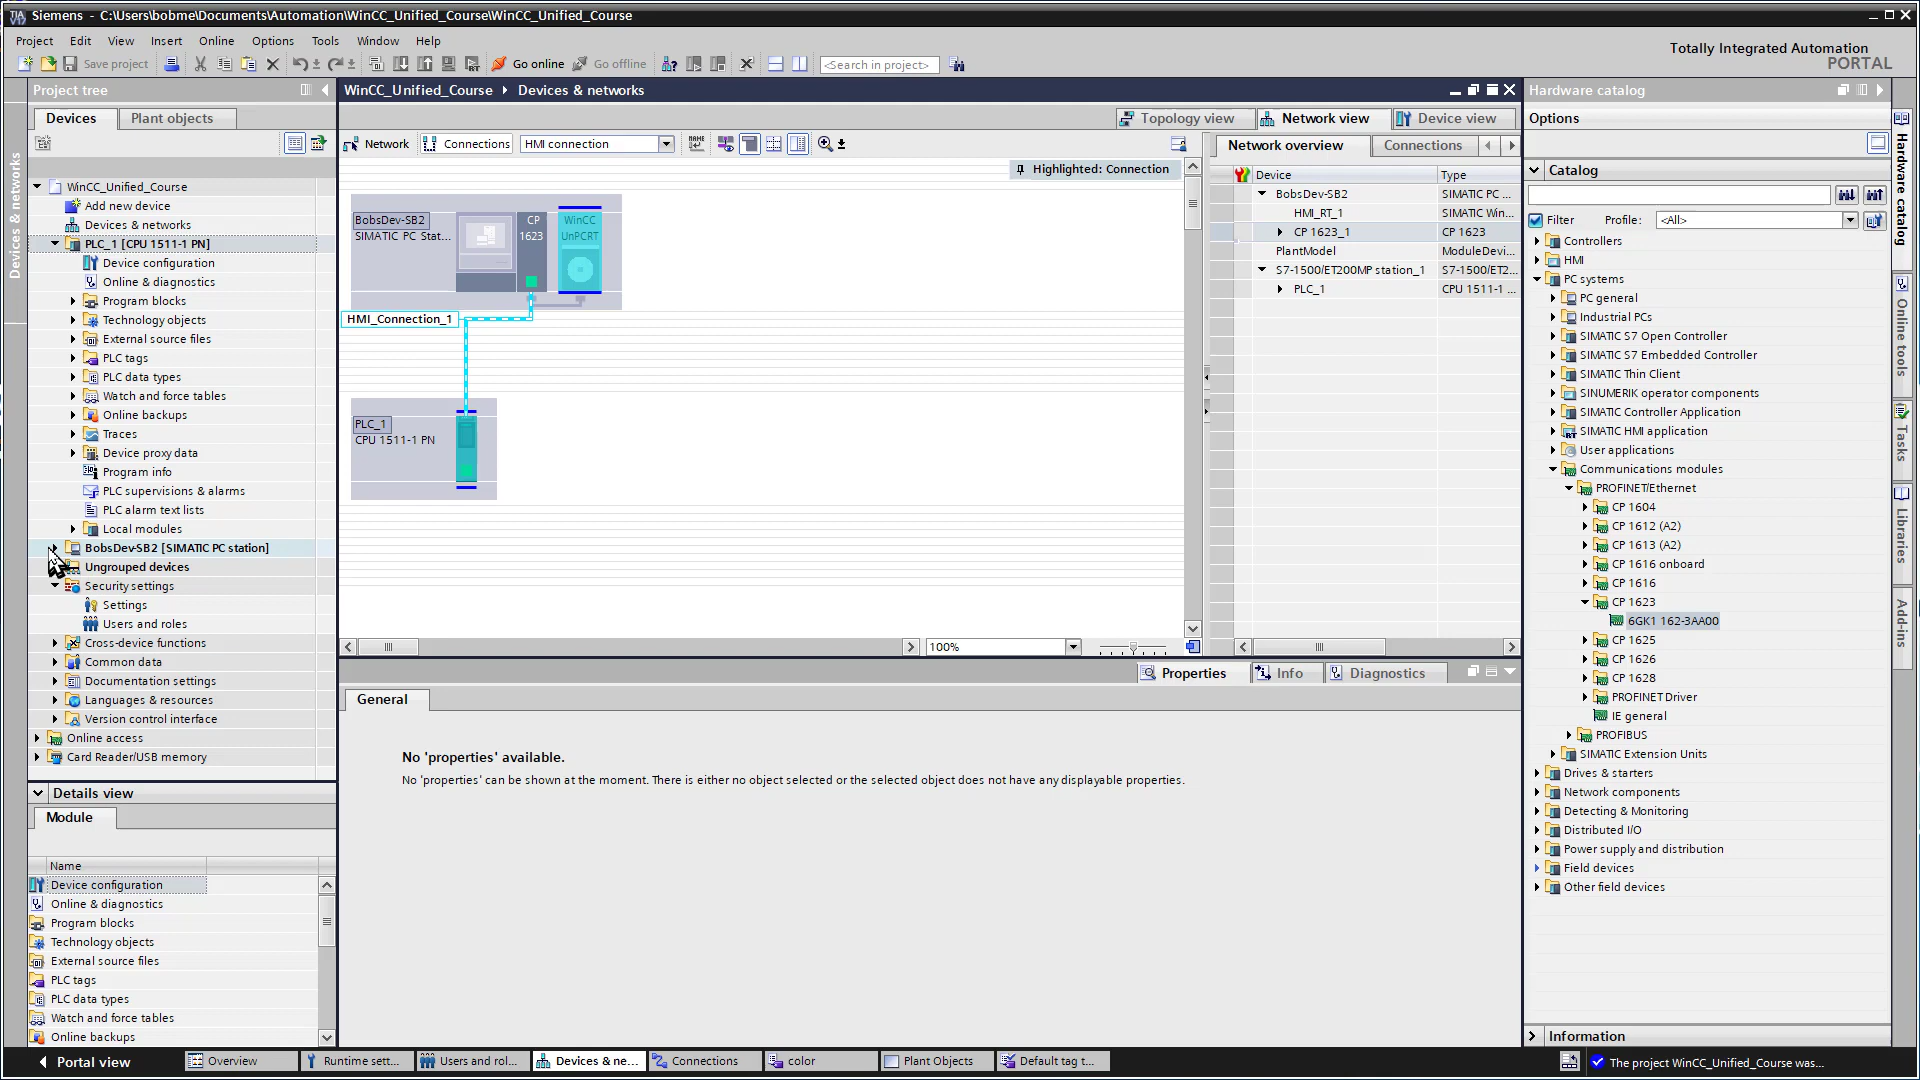 Siemens - C:\Users\bobme\Documents\Automation\WinCC_Unified_Course\WinCC_Unified_Course
Project Edit View Insert Online Options Tools Window Help
Totally Integrated Automation
PORTAL
Save project
Go online
Go offline
<Search in project>
Project tree
Devices
Plant objects
Devices & networks
WinCC_Unified_Course
Add new device
Devices & networks
PLC_1 [CPU 1511-1 PN]
Device configuration
Online & diagnostics
Program blocks
Technology objects
External source files
PLC tags
PLC data types
Watch and force tables
Online backups
Traces
Device proxy data
Program info
PLC supervisions & alarms
PLC alarm text lists
Local modules
BobsDev-SB2 [SIMATIC PC station]
Ungrouped devices
Security settings
Settings
Users and roles
Cross-device functions
Common data
Documentation settings
Languages & resources
Version control interface
Online access
Card Reader/USB memory
Details view
Module
Name
Device configuration
Online & diagnostics
Program blocks
Technology objects
External source files
PLC tags
PLC data types
Watch and force tables
Online backups
WinCC_Unified_Course Devices & networks
Topology view
Network view
Device view
Network
Connections
HMI connection
Highlighted: Connection
BobsDev-SB2
SIMATIC PC Stat...
CP
1623
WinCC
UnPCRT
HMI_Connection_1
PLC_1
CPU 1511-1 PN
100%
Network overview
Connections
Device
Type
BobsDev-SB2
SIMATIC PC ...
HMI_RT_1
SIMATIC Win...
CP 1623_1
CP 1623
PlantModel
ModuleDevi...
S7-1500/ET200MP station_1
S7-1500/ET2...
PLC_1
CPU 1511-1 ...
Properties
Info
Diagnostics
General
No 'properties' available.
No 'properties' can be shown at the moment. There is either no object selected or the selected object does not have any displayable properties.
Hardware catalog
Options
Catalog
Filter
Profile:
<All>
Controllers
HMI
PC systems
PC general
Industrial PCs
SIMATIC S7 Open Controller
SIMATIC S7 Embedded Controller
SIMATIC Thin Client
SINUMERIK operator components
SIMATIC Controller Application
SIMATIC HMI application
User applications
Communications modules
PROFINET/Ethernet
CP 1604
CP 1612 (A2)
CP 1613 (A2)
CP 1616 onboard
CP 1616
CP 1623
6GK1 162-3AA00
CP 1625
CP 1626
CP 1628
PROFINET Driver
IE general
PROFIBUS
SIMATIC Extension Units
Drives & starters
Network components
Detecting & Monitoring
Distributed I/O
Power supply and distribution
Field devices
Other field devices
Information
Hardware catalog
Online tools
Tasks
Libraries
Add-ins
Portal view
Overview
Runtime sett...
Users and rol...
Devices & ne...
Connections
color
Plant Objects
Default tag t...
The project WinCC_Unified_Course was...